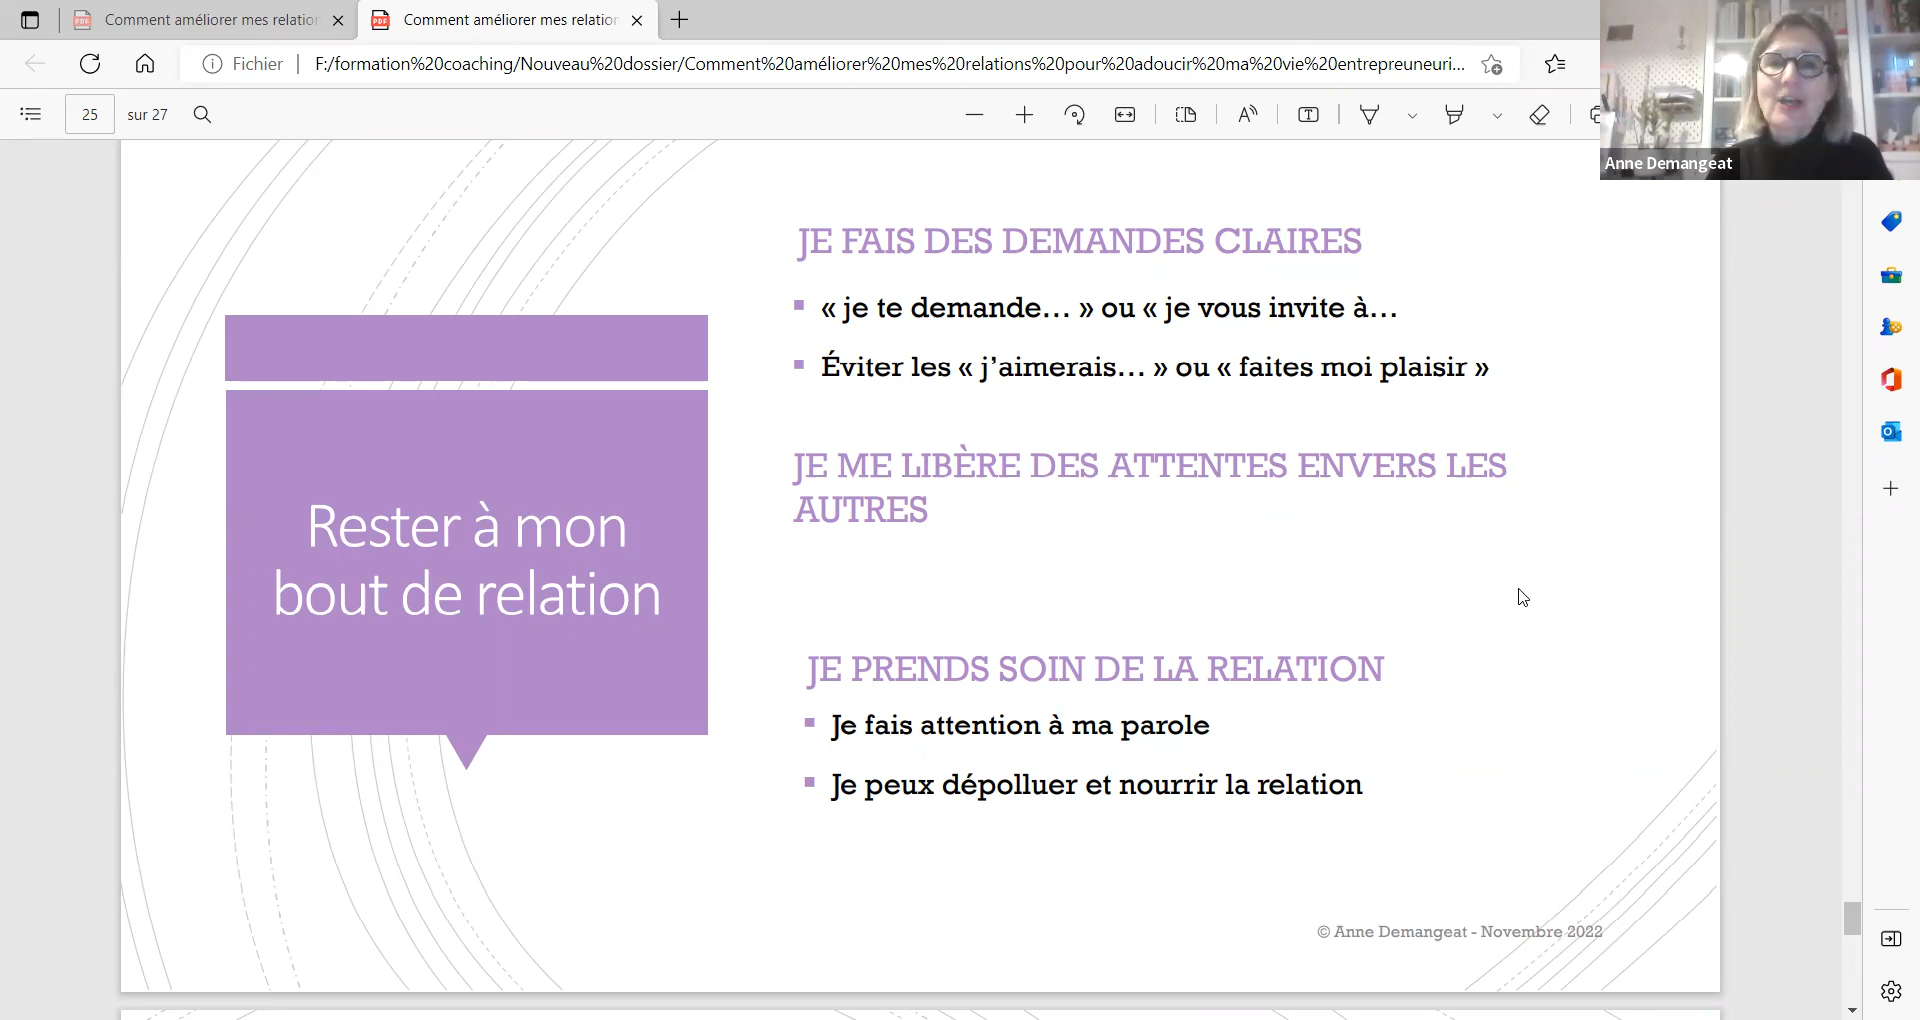 Comment améliorer mes relation
Comment améliorer mes relation
Fichier
F:/formation%20coaching/Nouveau%20dossier/Comment%20améliorer%20mes%20relations%20pour%20adoucir%20ma%20vie%20entrepreuneuri...
25 sur 27
Anne Demangeat
JE FAIS DES DEMANDES CLAIRES
« je te demande... » ou « je vous invite à...
Éviter les « j’aimerais... » ou « faites moi plaisir »
Rester à mon
bout de relation
JE ME LIBÈRE DES ATTENTES ENVERS LES
AUTRES
JE PRENDS SOIN DE LA RELATION
Je fais attention à ma parole
Je peux dépolluer et nourrir la relation
© Anne Demangeat - Novembre 2022